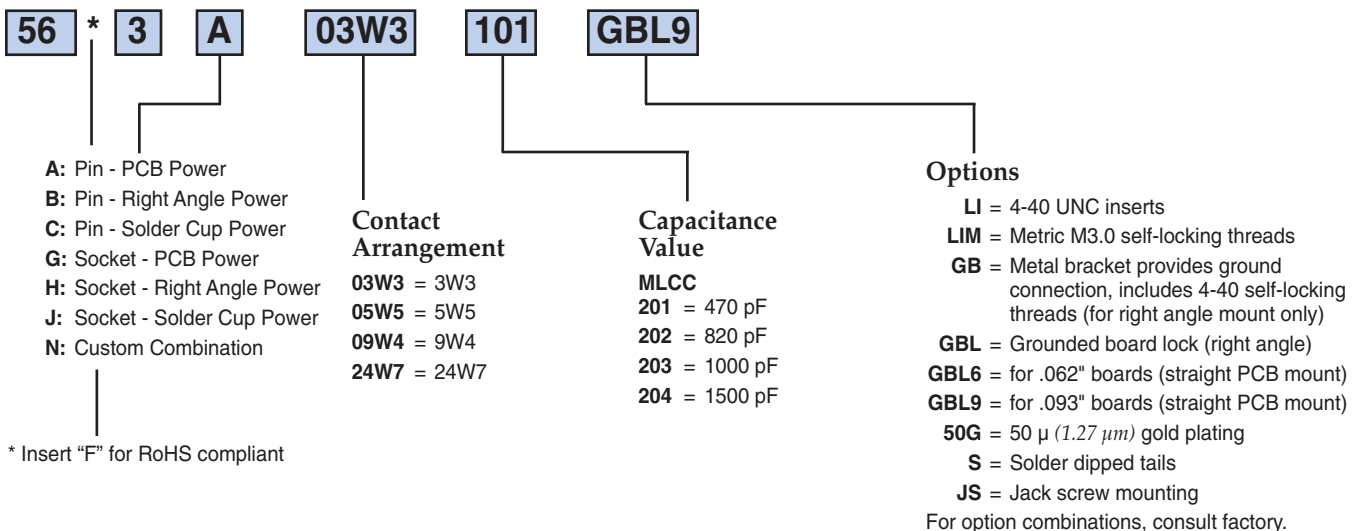 56 * 3 A 03W3 101 GBL9
A: Pin - PCB Power
B: Pin - Right Angle Power
C: Pin - Solder Cup Power
G: Socket - PCB Power
H: Socket - Right Angle Power
J: Socket - Solder Cup Power
N: Custom Combination
* Insert “F” for RoHS compliant
Contact
Arrangement
03W3 = 3W3
05W5 = 5W5
09W4 = 9W4
24W7 = 24W7
Capacitance
Value
MLCC
201 = 470 pF
202 = 820 pF
203 = 1000 pF
204 = 1500 pF
Options
LI = 4-40 UNC inserts
LIM = Metric M3.0 self-locking threads
GB = Metal bracket provides ground
connection, includes 4-40 self-locking
threads (for right angle mount only)
GBL = Grounded board lock (right angle)
GBL6 = for .062" boards (straight PCB mount)
GBL9 = for .093" boards (straight PCB mount)
50G = 50 µ (1.27 µm) gold plating
S = Solder dipped tails
JS = Jack screw mounting
For option combinations, consult factory.